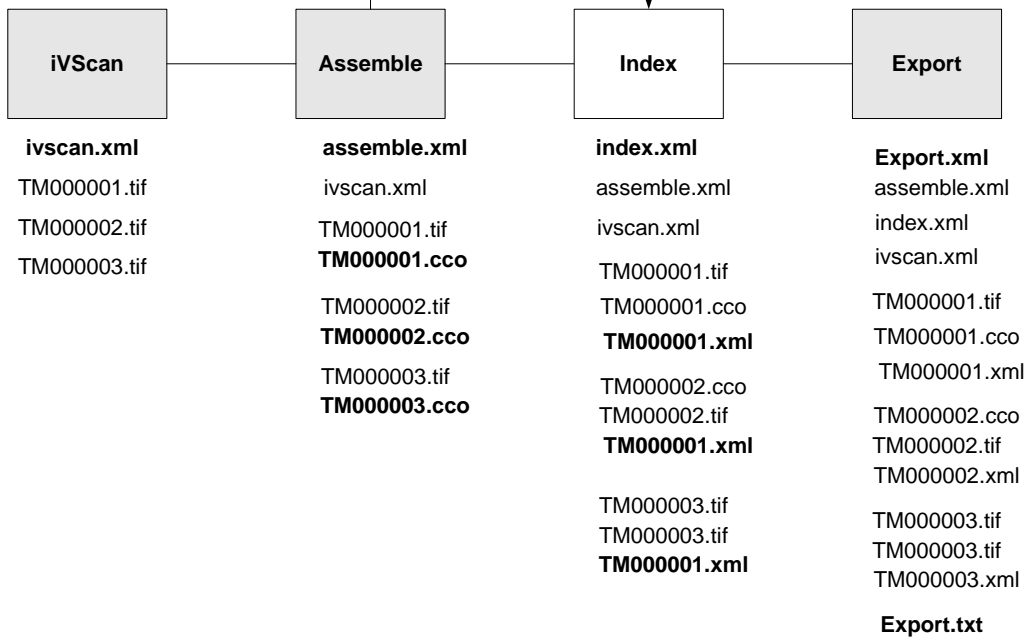 iVScan
Assemble
Index
Export
ivscan.xml
TM000001.tif
TM000002.tif
TM000003.tif
assemble.xml
ivscan.xml
TM000001.tif
TM000001.cco
TM000002.tif
TM000002.cco
TM000003.tif
TM000003.cco
index.xml
assemble.xml
ivscan.xml
TM000001.tif
TM000001.cco
TM000001.xml
TM000002.cco
TM000002.tif
TM000001.xml
TM000003.tif
TM000003.tif
TM000001.xml
Export.xml
assemble.xml
index.xml
ivscan.xml
TM000001.tif
TM000001.cco
TM000001.xml
TM000002.cco
TM000002.tif
TM000002.xml
TM000003.tif
TM000003.tif
TM000003.xml
Export.txt